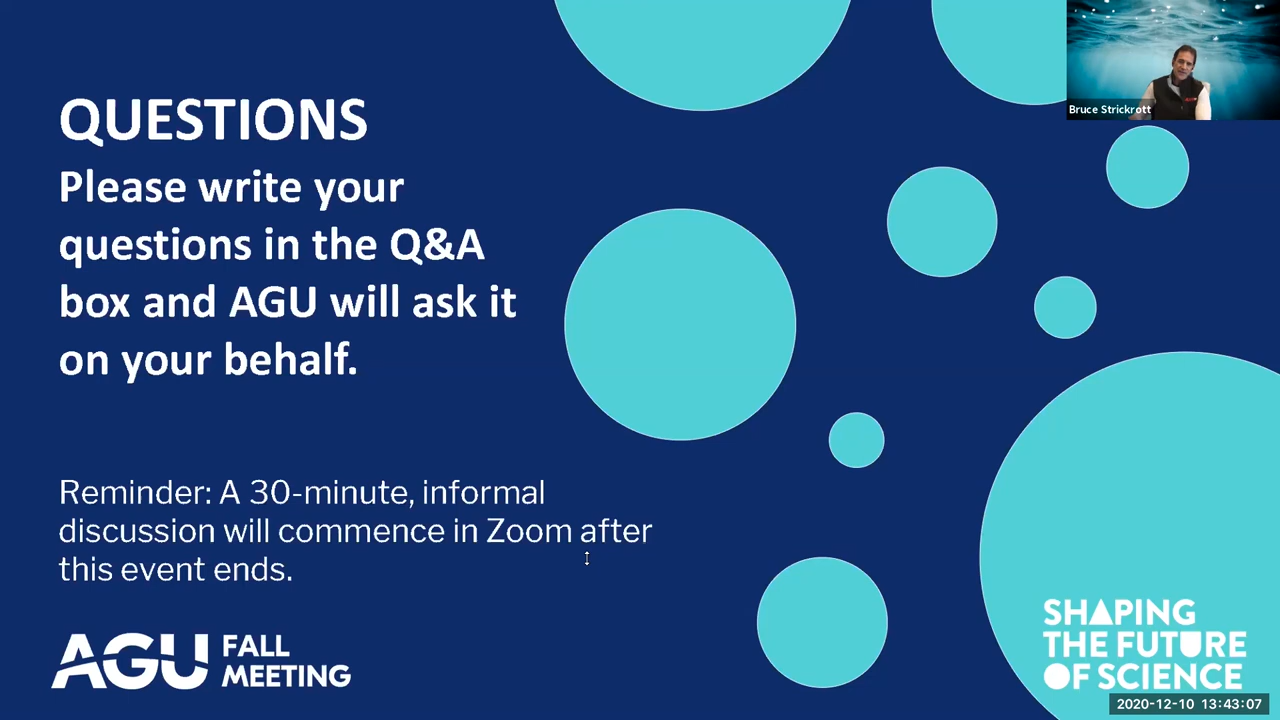 QUESTIONS
Please write your
questions in the Q&A
box and AGU will ask it
on your behalf.
Reminder: A 30-minute, informal
discussion will commence in Zoom after
this event ends.
AGU FALL
MEETING
Bruce Strickrott
SHAPING
THE FUTURE
OF SCIENCE
2020-12-10 13:43:07